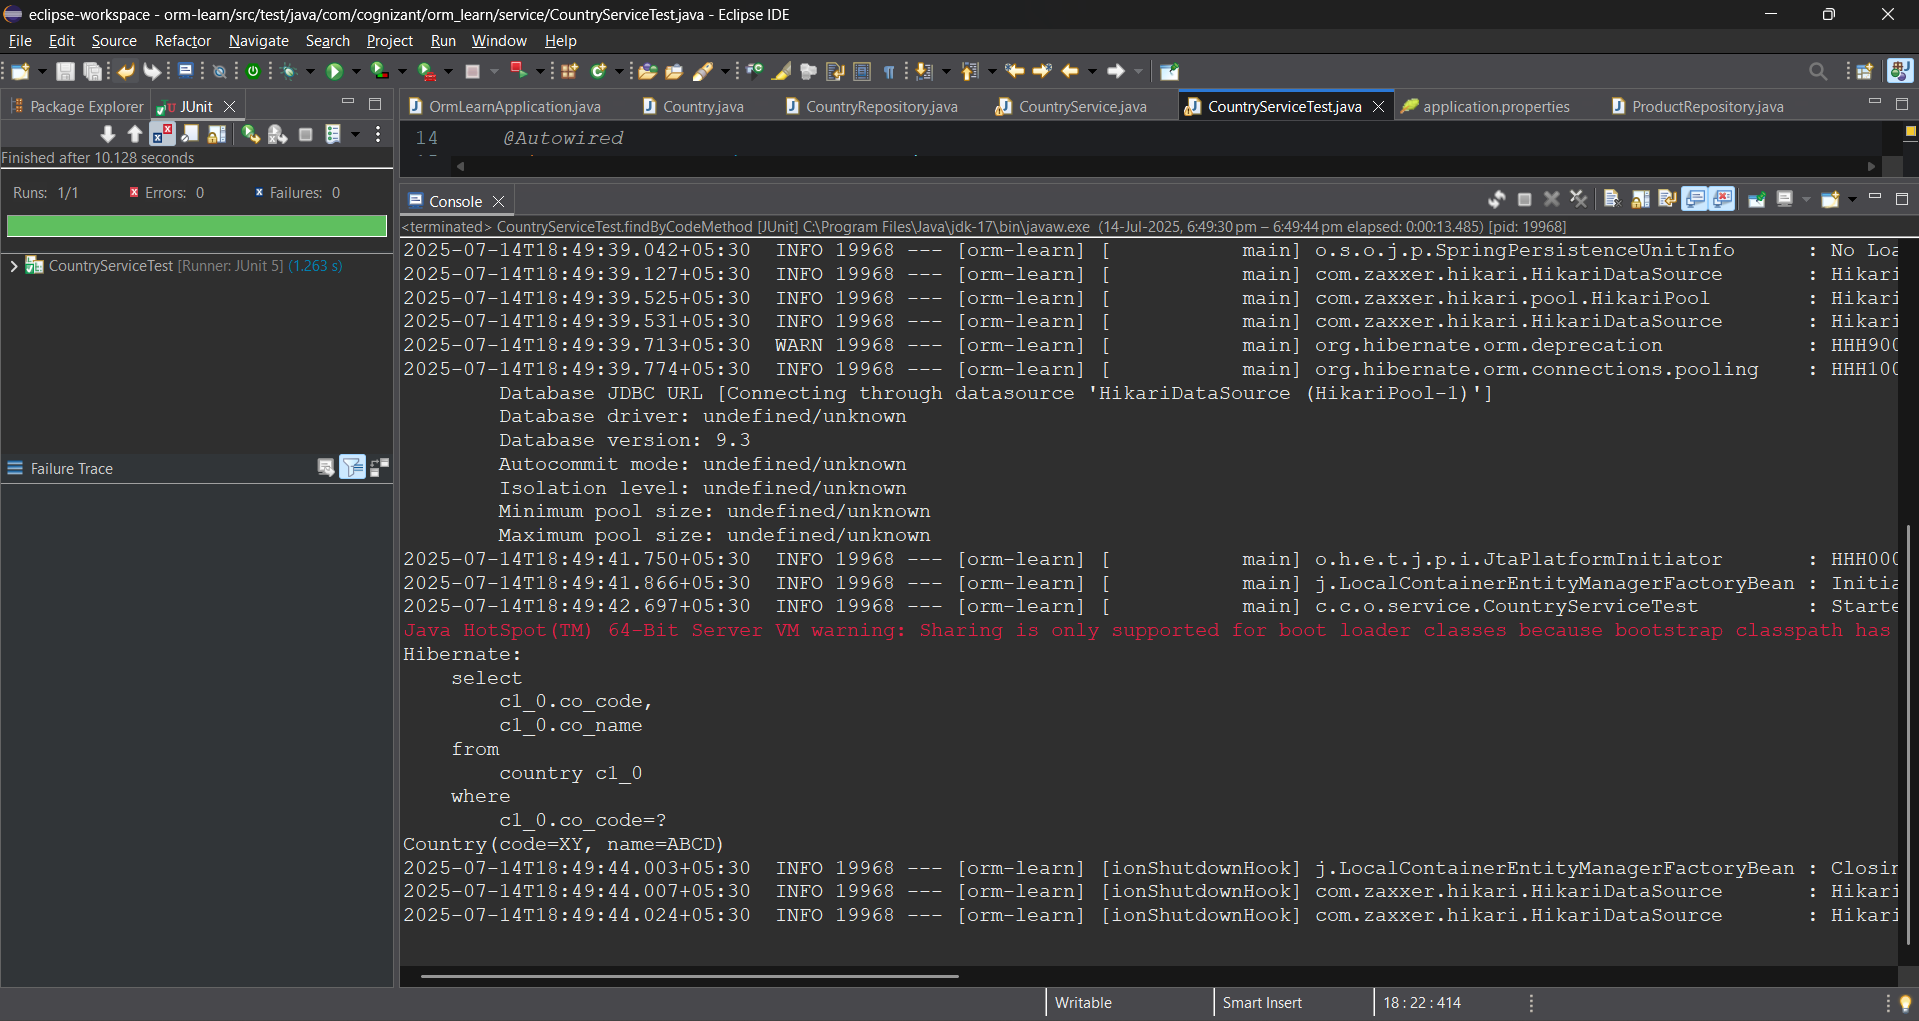 eclipse-workspace - orm-learn/src/test/java/com/cognizant/orm_learn/service/CountryServiceTest.java - Eclipse IDE
File Edit Source Refactor Navigate Search Project Run Window Help
Package Explorer JUnit
OrmLearnApplication.java Country.java CountryRepository.java CountryService.java CountryServiceTest.java application.properties ProductRepository.java
14 @Autowired
Finished after 10.128 seconds
Runs: 1/1 Errors: 0 Failures: 0
CountryServiceTest [Runner: JUnit 5] (1.263 s)
Failure Trace
Console
<terminated> CountryServiceTest.findByCodeMethod [JUnit] C:\Program Files\Java\jdk-17\bin\javaw.exe (14-Jul-2025, 6:49:30 pm – 6:49:44 pm elapsed: 0:00:13.485) [pid: 19968]
2025-07-14T18:49:39.042+05:30 INFO 19968 --- [orm-learn] [ main] o.s.o.j.p.SpringPersistenceUnitInfo : No Loa
2025-07-14T18:49:39.127+05:30 INFO 19968 --- [orm-learn] [ main] com.zaxxer.hikari.HikariDataSource : Hikari
2025-07-14T18:49:39.525+05:30 INFO 19968 --- [orm-learn] [ main] com.zaxxer.hikari.pool.HikariPool : Hikari
2025-07-14T18:49:39.531+05:30 INFO 19968 --- [orm-learn] [ main] com.zaxxer.hikari.HikariDataSource : Hikari
2025-07-14T18:49:39.713+05:30 WARN 19968 --- [orm-learn] [ main] org.hibernate.orm.deprecation : HHH900
2025-07-14T18:49:39.774+05:30 INFO 19968 --- [orm-learn] [ main] org.hibernate.orm.connections.pooling : HHH100
Database JDBC URL [Connecting through datasource 'HikariDataSource (HikariPool-1)']
Database driver: undefined/unknown
Database version: 9.3
Autocommit mode: undefined/unknown
Isolation level: undefined/unknown
Minimum pool size: undefined/unknown
Maximum pool size: undefined/unknown
2025-07-14T18:49:41.750+05:30 INFO 19968 --- [orm-learn] [ main] o.h.e.t.j.p.i.JtaPlatformInitiator : HHH000
2025-07-14T18:49:41.866+05:30 INFO 19968 --- [orm-learn] [ main] j.LocalContainerEntityManagerFactoryBean : Initia
2025-07-14T18:49:42.697+05:30 INFO 19968 --- [orm-learn] [ main] c.c.o.service.CountryServiceTest : Starte
Java HotSpot(TM) 64-Bit Server VM warning: Sharing is only supported for boot loader classes because bootstrap classpath has
Hibernate:
select
c1_0.co_code,
c1_0.co_name
from
country c1_0
where
c1_0.co_code=?
Country(code=XY, name=ABCD)
2025-07-14T18:49:44.003+05:30 INFO 19968 --- [orm-learn] [ionShutdownHook] j.LocalContainerEntityManagerFactoryBean : Closin
2025-07-14T18:49:44.007+05:30 INFO 19968 --- [orm-learn] [ionShutdownHook] com.zaxxer.hikari.HikariDataSource : Hikari
2025-07-14T18:49:44.024+05:30 INFO 19968 --- [orm-learn] [ionShutdownHook] com.zaxxer.hikari.HikariDataSource : Hikari
Writable Smart Insert 18 : 22 : 414